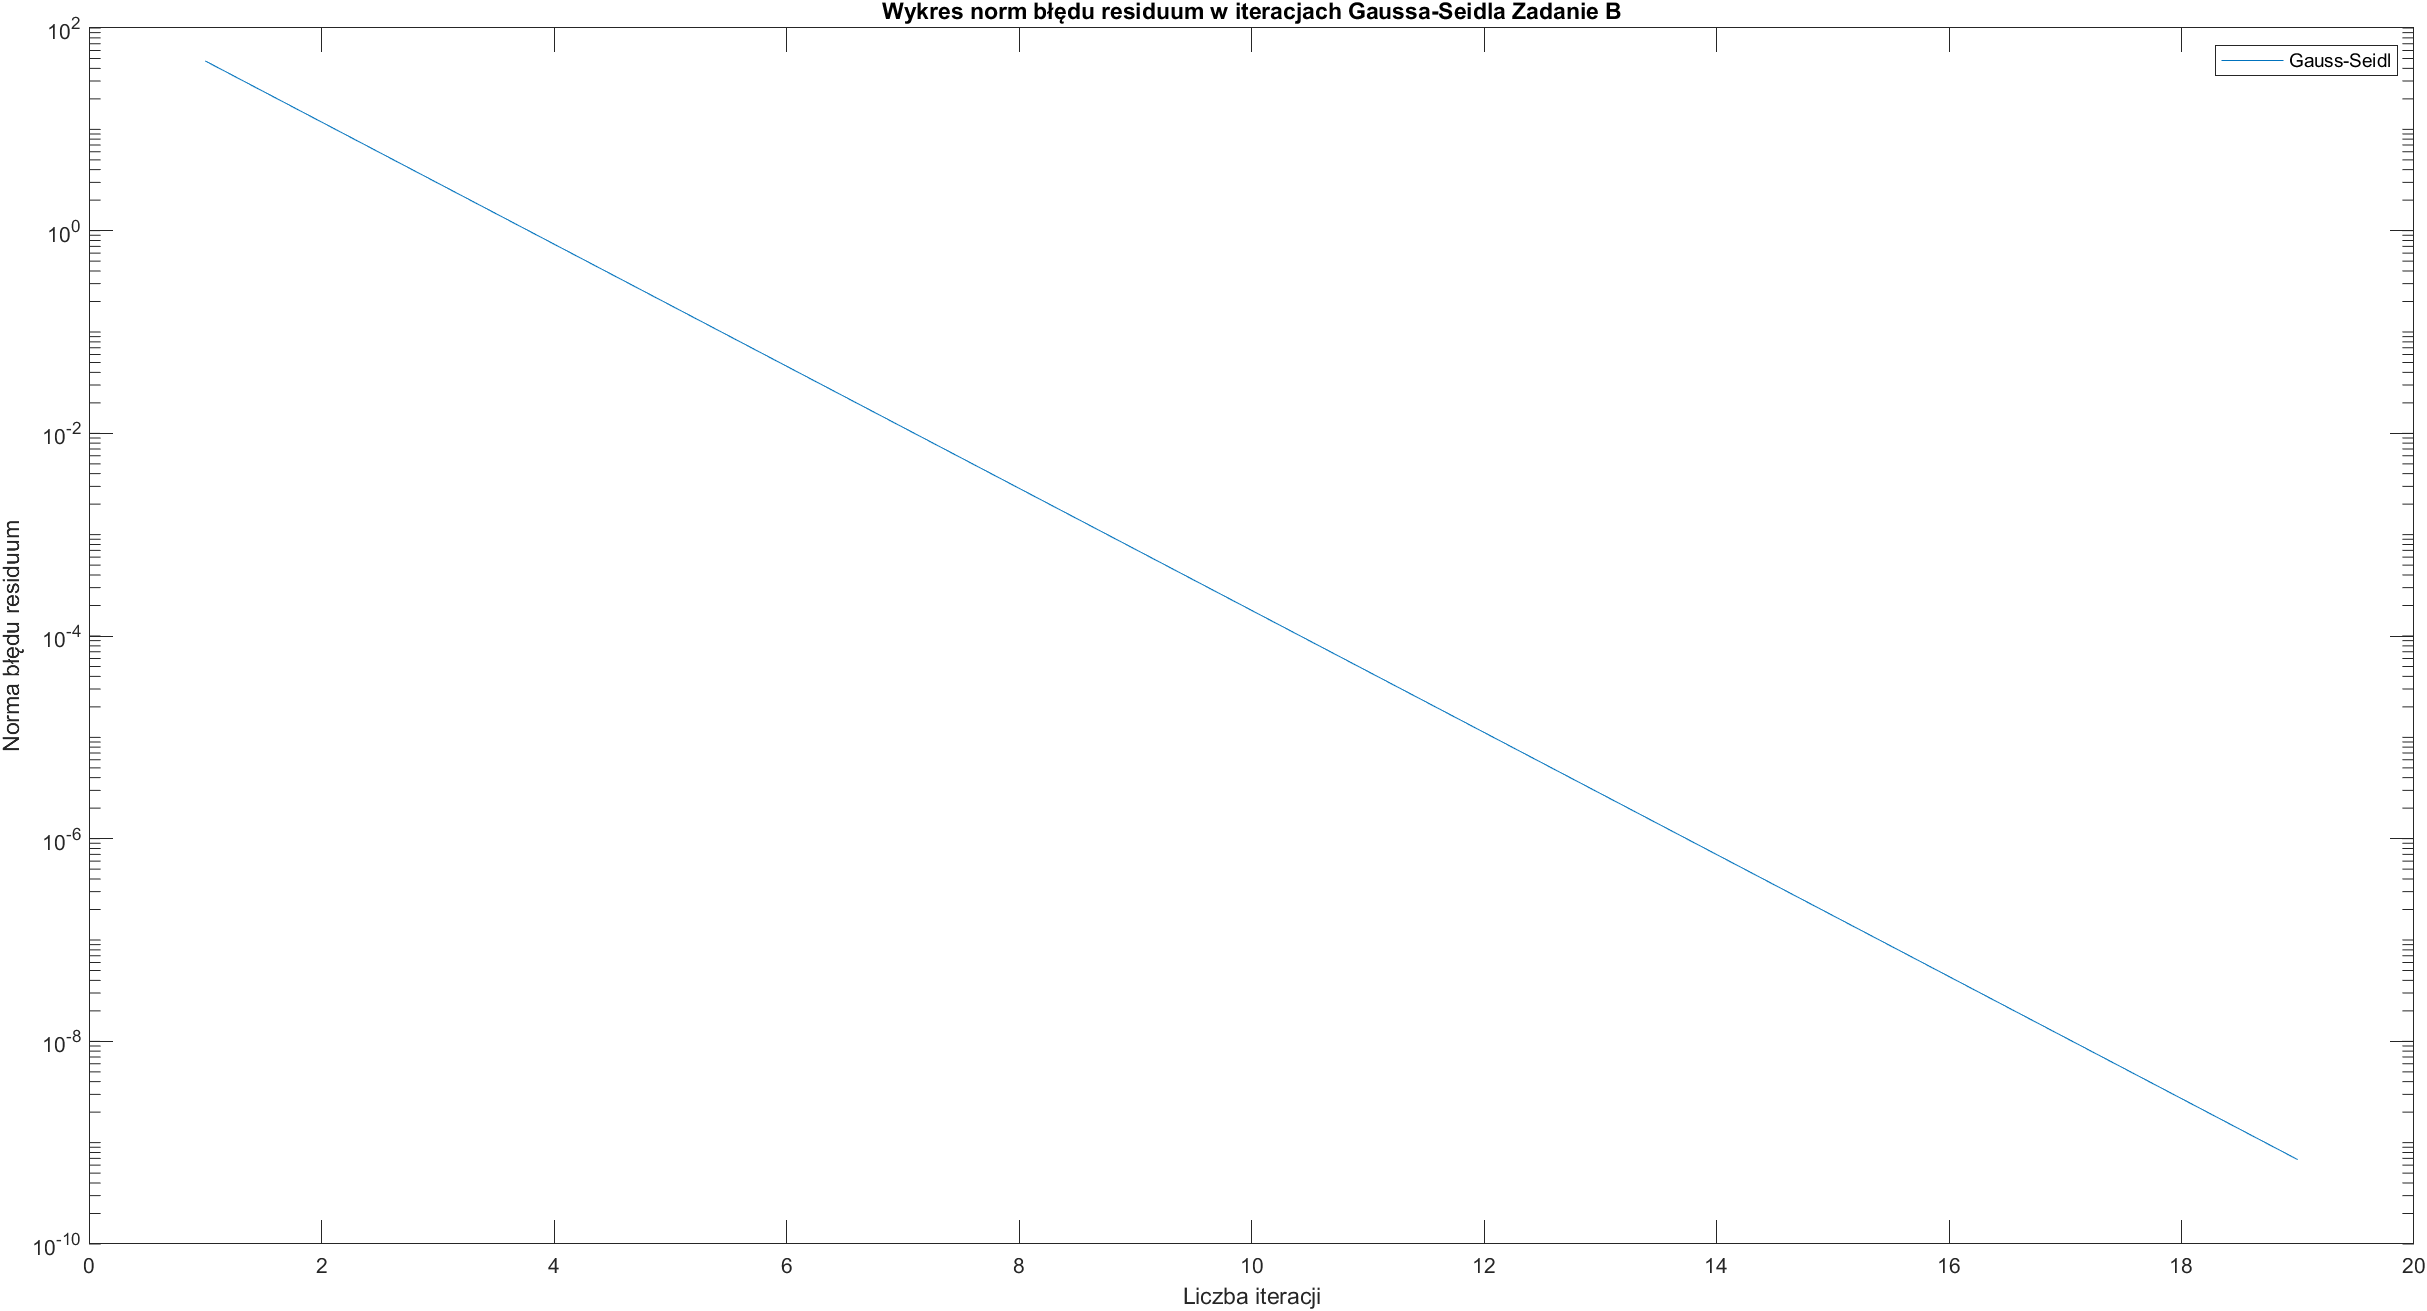 Wykres norm błędu residuum w iteracjach Gaussa-Seidla Zadanie B
Gauss-Seidl
Norma błędu residuum
10^2
10^0
10^-2
10^-4
10^-6
10^-8
10^-10
0 2 4 6 8 10 12 14 16 18 20
Liczba iteracji